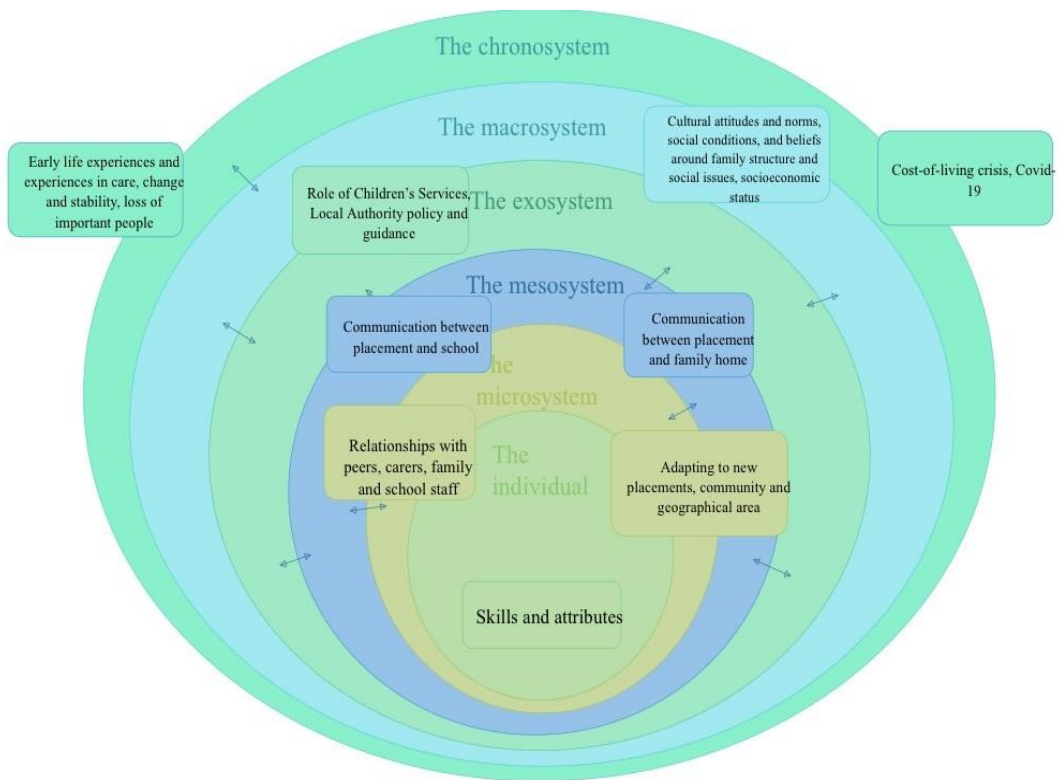 The chronosystem
The macrosystem
Cultural attitudes and norms,
social conditions, and beliefs
around family structure and
social issues, socioeconomic
status
Early life experiences and
experiences in care, change
and stability, loss of
important people
Cost-of-living crisis, Covid-
19
Role of Children's Services,
Local Authority policy and
guidance
The exosystem
The mesosystem
Communication between
placement and school
Communication
between placement
and family home
The
microsystem
Relationships with
peers, carers, family
and school staff
The
individual
Adapting to new
placements, community and
geographical area
Skills and attributes